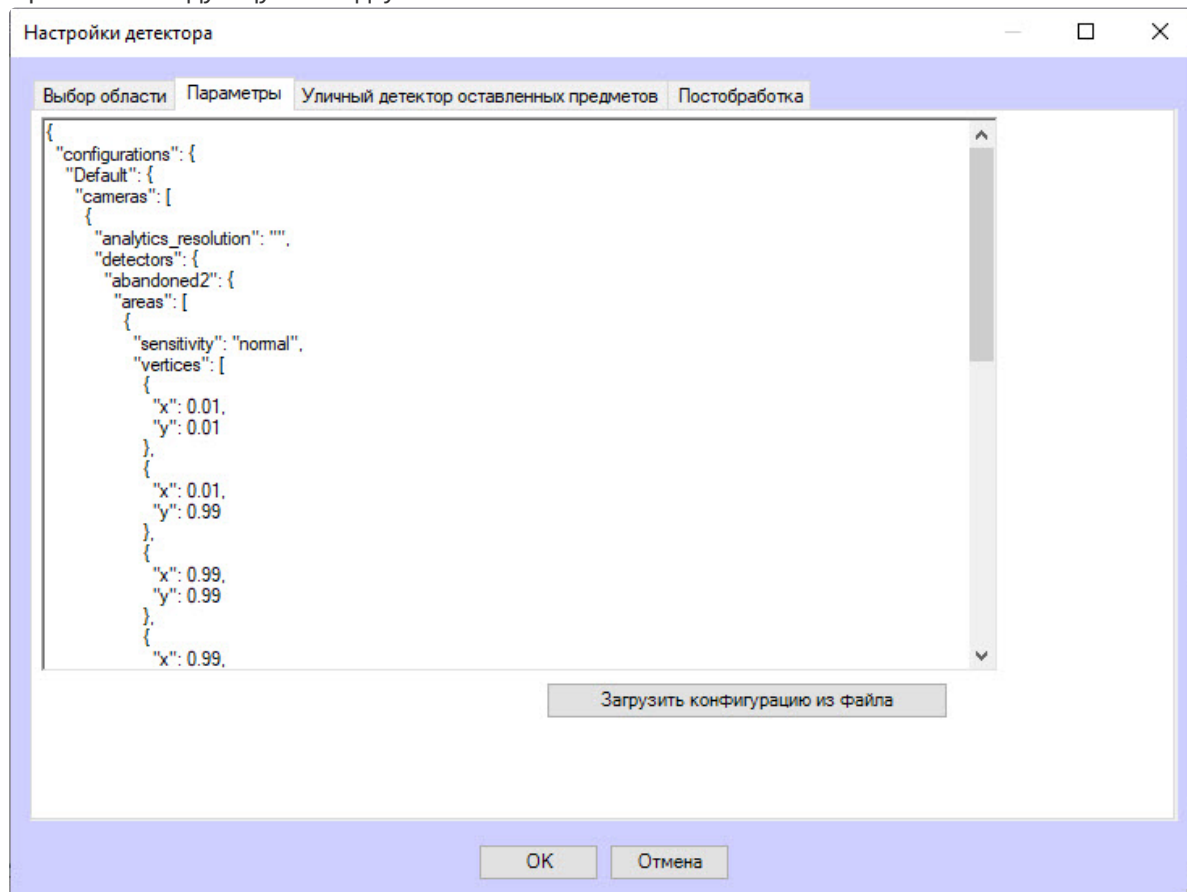 Настройки детектора
Выбор области Параметры Уличный детектор оставленных предметов Постобработка
{
"configurations": {
"Default": {
"cameras": [
{
"analytics_resolution": "",
"detectors": {
"abandoned2": {
"areas": [
{
"sensitivity": "normal",
"vertices": [
{
"x": 0.01,
"y": 0.01
},
{
"x": 0.01,
"y": 0.99
},
{
"x": 0.99,
"y": 0.99
},
{
"x": 0.99,
Загрузить конфигурацию из файла
OK Отмена